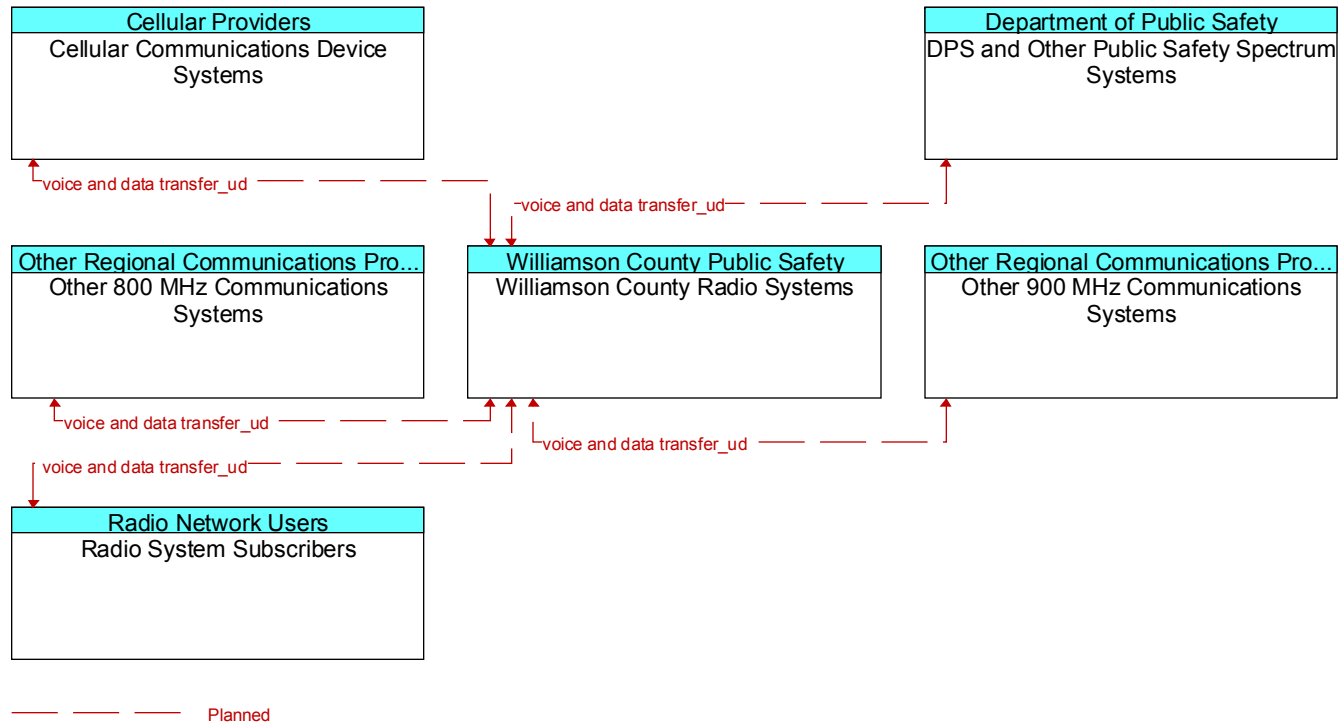 Cellular Providers
Cellular Communications Device
Systems
Department of Public Safety
DPS and Other Public Safety Spectrum
Systems
voice and data transfer_ud
voice and data transfer_ud
Other Regional Communications Pro...
Other 800 MHz Communications
Systems
Williamson County Public Safety
Williamson County Radio Systems
Other Regional Communications Pro...
Other 900 MHz Communications
Systems
voice and data transfer_ud
voice and data transfer_ud
voice and data transfer_ud
Radio Network Users
Radio System Subscribers
Planned